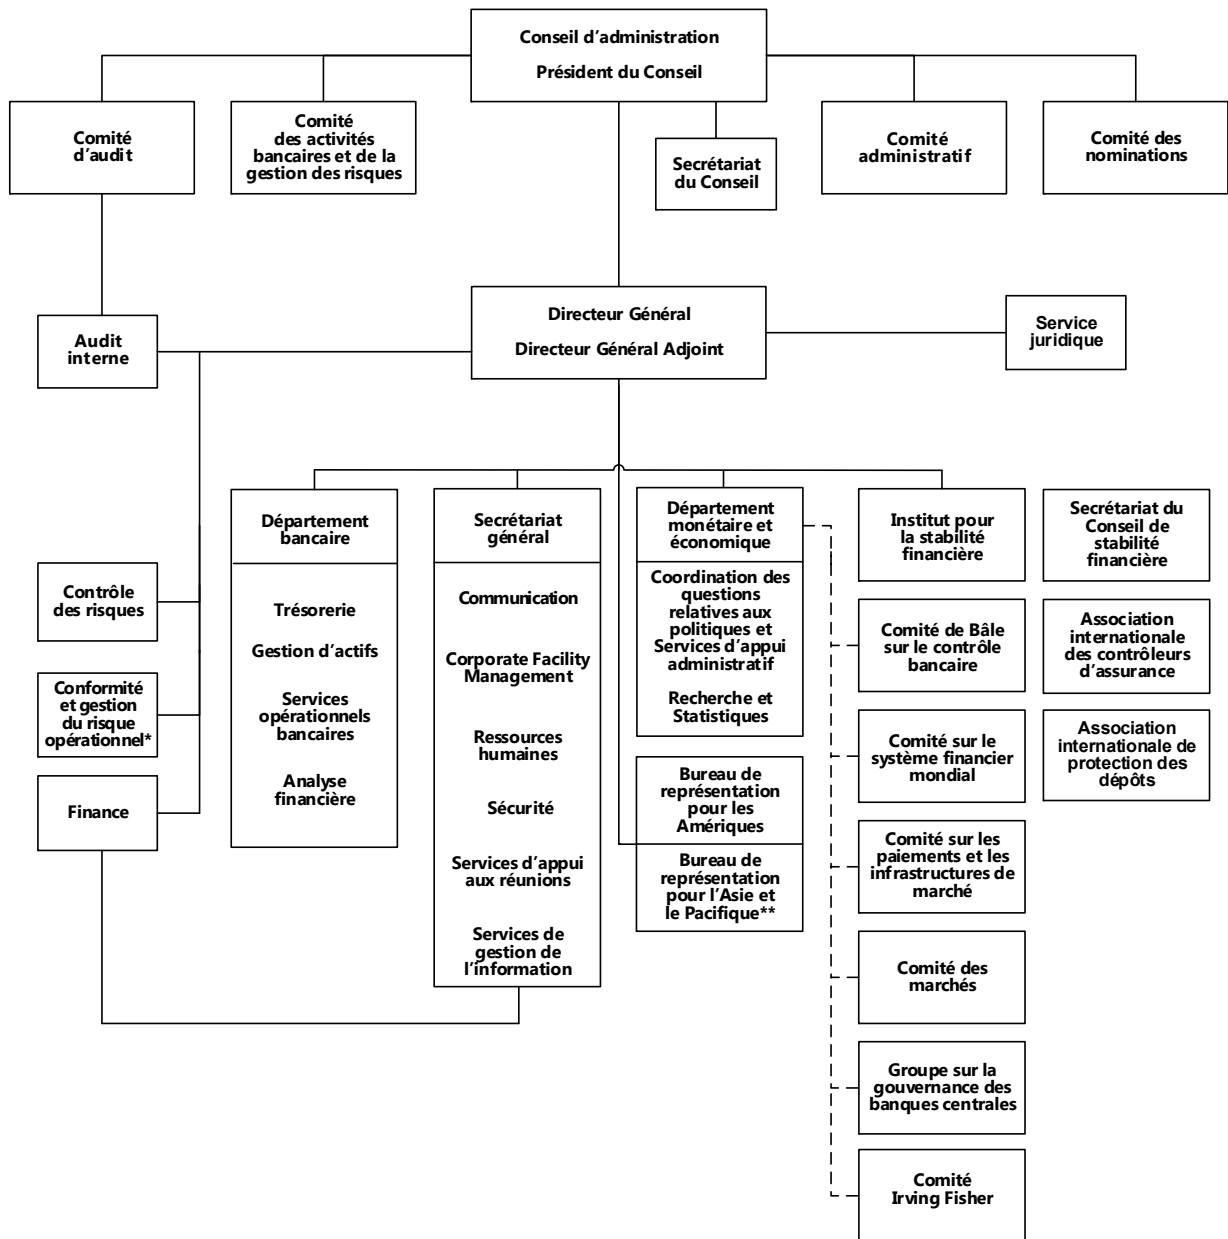 Conseil d’administration
Président du Conseil
Comité
d’audit
Comité
des activités
bancaires et de la
gestion des risques
Secrétariat
du Conseil
Comité
administratif
Comité des
nominations
Audit
interne
Directeur Général
Directeur Général Adjoint
Service
juridique
Contrôle
des risques
Conformité
et gestion
du risque
opérationnel*
Finance
Département
bancaire
Trésorerie
Gestion d’actifs
Services
opérationnels
bancaires
Analyse
financière
Secrétariat
général
Communication
Corporate Facility
Management
Ressources
humaines
Sécurité
Services d’appui
aux réunions
Services de
gestion de
l’information
Département
monétaire et
économique
Coordination des
questions
relatives aux
politiques et
Services d’appui
administratif
Recherche et
Statistiques
Bureau de
représentation
pour les
Amériques
Bureau de
représentation
pour l’Asie et
le Pacifique**
Institut pour
la stabilité
financière
Comité de Bâle
sur le contrôle
bancaire
Comité sur le
système financier
mondial
Comité sur les
paiements et les
infrastructures de
marché
Comité des
marchés
Groupe sur la
gouvernance des
banques centrales
Comité
Irving Fisher
Secrétariat du
Conseil de
stabilité
financière
Association
internationale
des contrôleurs
d’assurance
Association
internationale de
protection des
dépôts